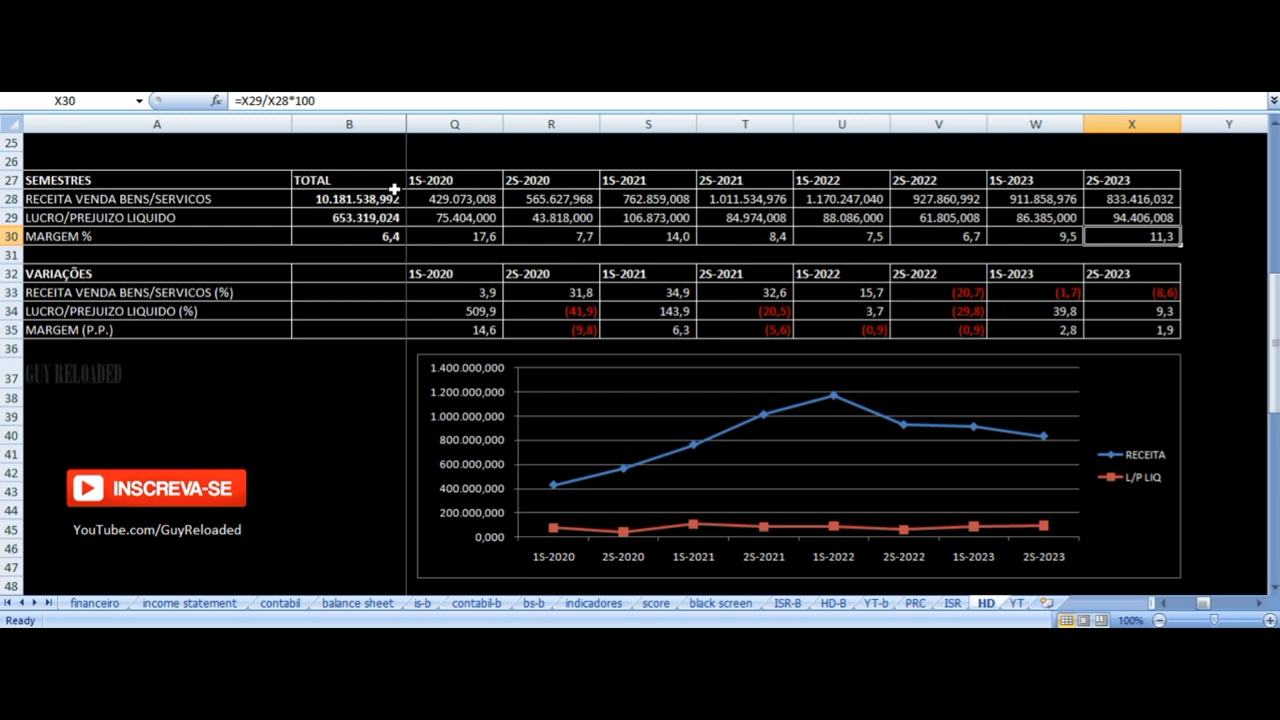 X30 fx =X29/X28*100
A B Q R S T U V W X Y
25
26
27 SEMESTRES TOTAL 1S-2020 2S-2020 1S-2021 2S-2021 1S-2022 2S-2022 1S-2023 2S-2023
28 RECEITA VENDA BENS/SERVICOS 10.181.538,992 429.073,008 565.627,968 762.859,008 1.011.534,976 1.170.247,040 927.860,992 911.858,976 833.416,032
29 LUCRO/PREJUIZO LIQUIDO 653.319,024 75.404,000 43.818,000 106.873,000 84.974,008 88.086,000 61.805,008 86.385,000 94.406,008
30 MARGEM % 6,4 17,6 7,7 14,0 8,4 7,5 6,7 9,5 11,3
31
32 VARIAÇÕES 1S-2020 2S-2020 1S-2021 2S-2021 1S-2022 2S-2022 1S-2023 2S-2023
33 RECEITA VENDA BENS/SERVICOS (%) 3,9 31,8 34,9 32,6 15,7 (20,7) (1,7) (8,6)
34 LUCRO/PREJUIZO LIQUIDO (%) 509,9 (41,9) 143,9 (20,5) 3,7 (29,8) 39,8 9,3
35 MARGEM (P.P.) 14,6 (9,8) 6,3 (5,6) (0,9) (0,9) 2,8 1,9
36
37 GUY RELOADED
38
39
40
41
42
43
44
45
46
47
48
INSCREVA-SE
YouTube.com/GuyReloaded
1.400.000,000
1.200.000,000
1.000.000,000
800.000,000
600.000,000
400.000,000
200.000,000
0,000
1S-2020 2S-2020 1S-2021 2S-2021 1S-2022 2S-2022 1S-2023 2S-2023
RECEITA
L/P LIQ
financeiro income statement contabil balance sheet is-b contabil-b bs-b indicadores score black screen ISR-B HD-B YT-b PRC ISR HD YT
Ready 100%